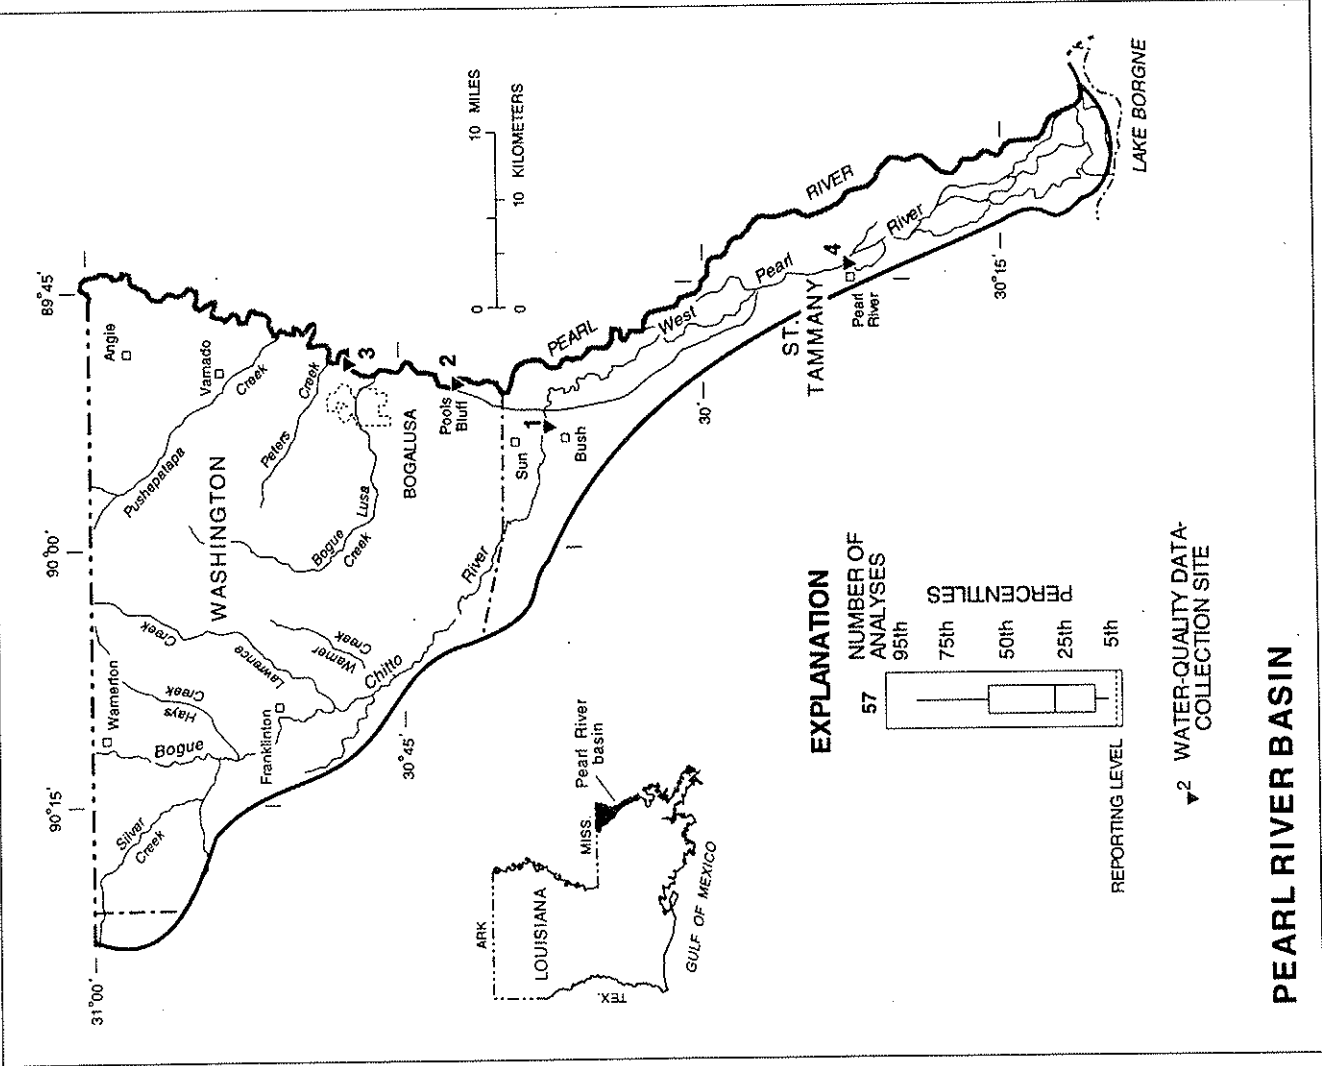 31°00'
90°15'
90°00'
89°45'
Silver
Creek
Warnerton
Bogue
Hays
Creek
Lawrence
Creek
Warner
Creek
Franklinton
WASHINGTON
Pushepatapa
Creek
Angie
Varnado
Peters
Creek
Bogue
Lusa
Creek
BOGALUSA
3
2
Pools
Bluff
Chitto
River
Sun
1
Bush
30°45'
0 10 MILES
0 10 KILOMETERS
PEARL
RIVER
West
Pearl
River
ST.
TAMMANY
4
Pearl
River
30'
30°15'
LAKE BORGNE
ARK
LOUISIANA
MISS.
TEX.
Pearl River
basin
GULF OF MEXICO
EXPLANATION
57
NUMBER OF
ANALYSES
95th
75th
50th
25th
5th
PERCENTILES
REPORTING LEVEL
2 WATER-QUALITY DATA-
COLLECTION SITE
PEARL RIVER BASIN